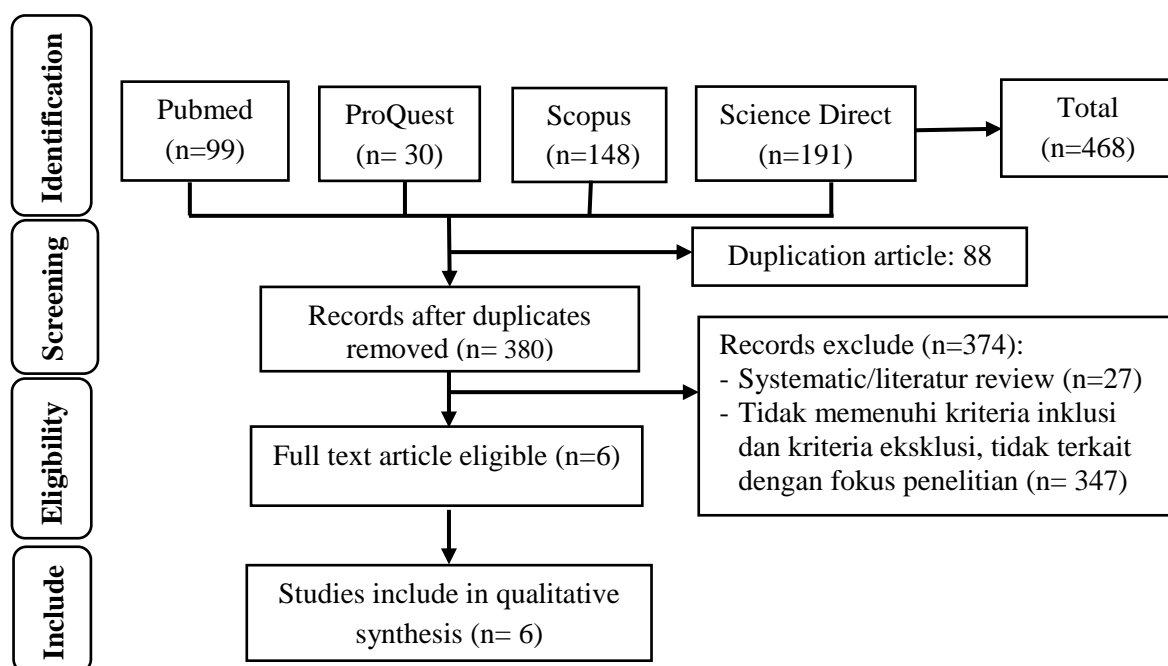 Identification
Pubmed
(n=99)
ProQuest
(n= 30)
Scopus
(n=148)
Science Direct
(n=191)
Total
(n=468)
Screening
Duplication article: 88
Records after duplicates
removed (n= 380)
Records exclude (n=374):
- Systematic/literatur review (n=27)
- Tidak memenuhi kriteria inklusi
dan kriteria eksklusi, tidak terkait
dengan fokus penelitian (n= 347)
Eligibility
Full text article eligible (n=6)
Include
Studies include in qualitative
synthesis (n= 6)